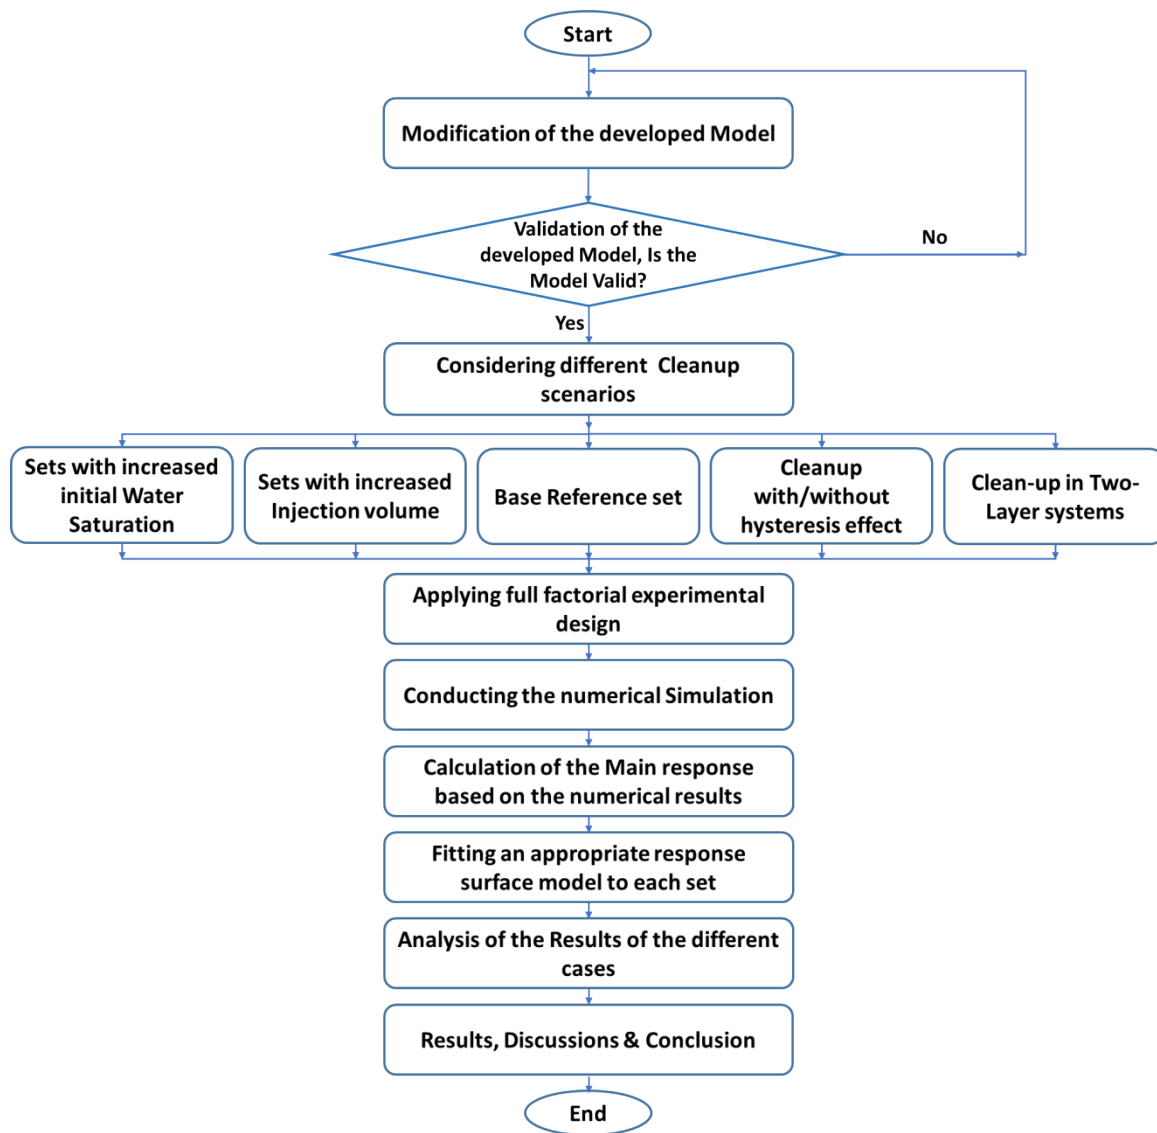 Start
Modification of the developed Model
Validation of the
developed Model, Is the
Model Valid?
No
Yes
Considering different Cleanup
scenarios
Sets with increased
initial Water
Saturation
Sets with increased
Injection volume
Base Reference set
Cleanup
with/without
hysteresis effect
Clean-up in Two-
Layer systems
Applying full factorial experimental
design
Conducting the numerical Simulation
Calculation of the Main response
based on the numerical results
Fitting an appropriate response
surface model to each set
Analysis of the Results of the different
cases
Results, Discussions & Conclusion
End